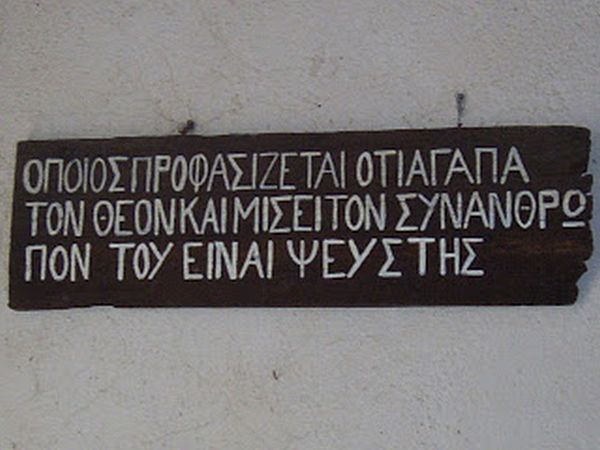 ΟΠΟΙΟΣ ΠΡΟΦΑΣΙΖΕΤΑΙ ΟΤΙ ΑΓΑΠΑ
ΤΟΝ ΘΕΟΝ ΚΑΙ ΜΙΣΕΙ ΤΟΝ ΣΥΝΑΝΘΡΩ
ΠΟΝ ΤΟΥ ΕΙΝΑΙ ΨΕΥΣΤΗΣ